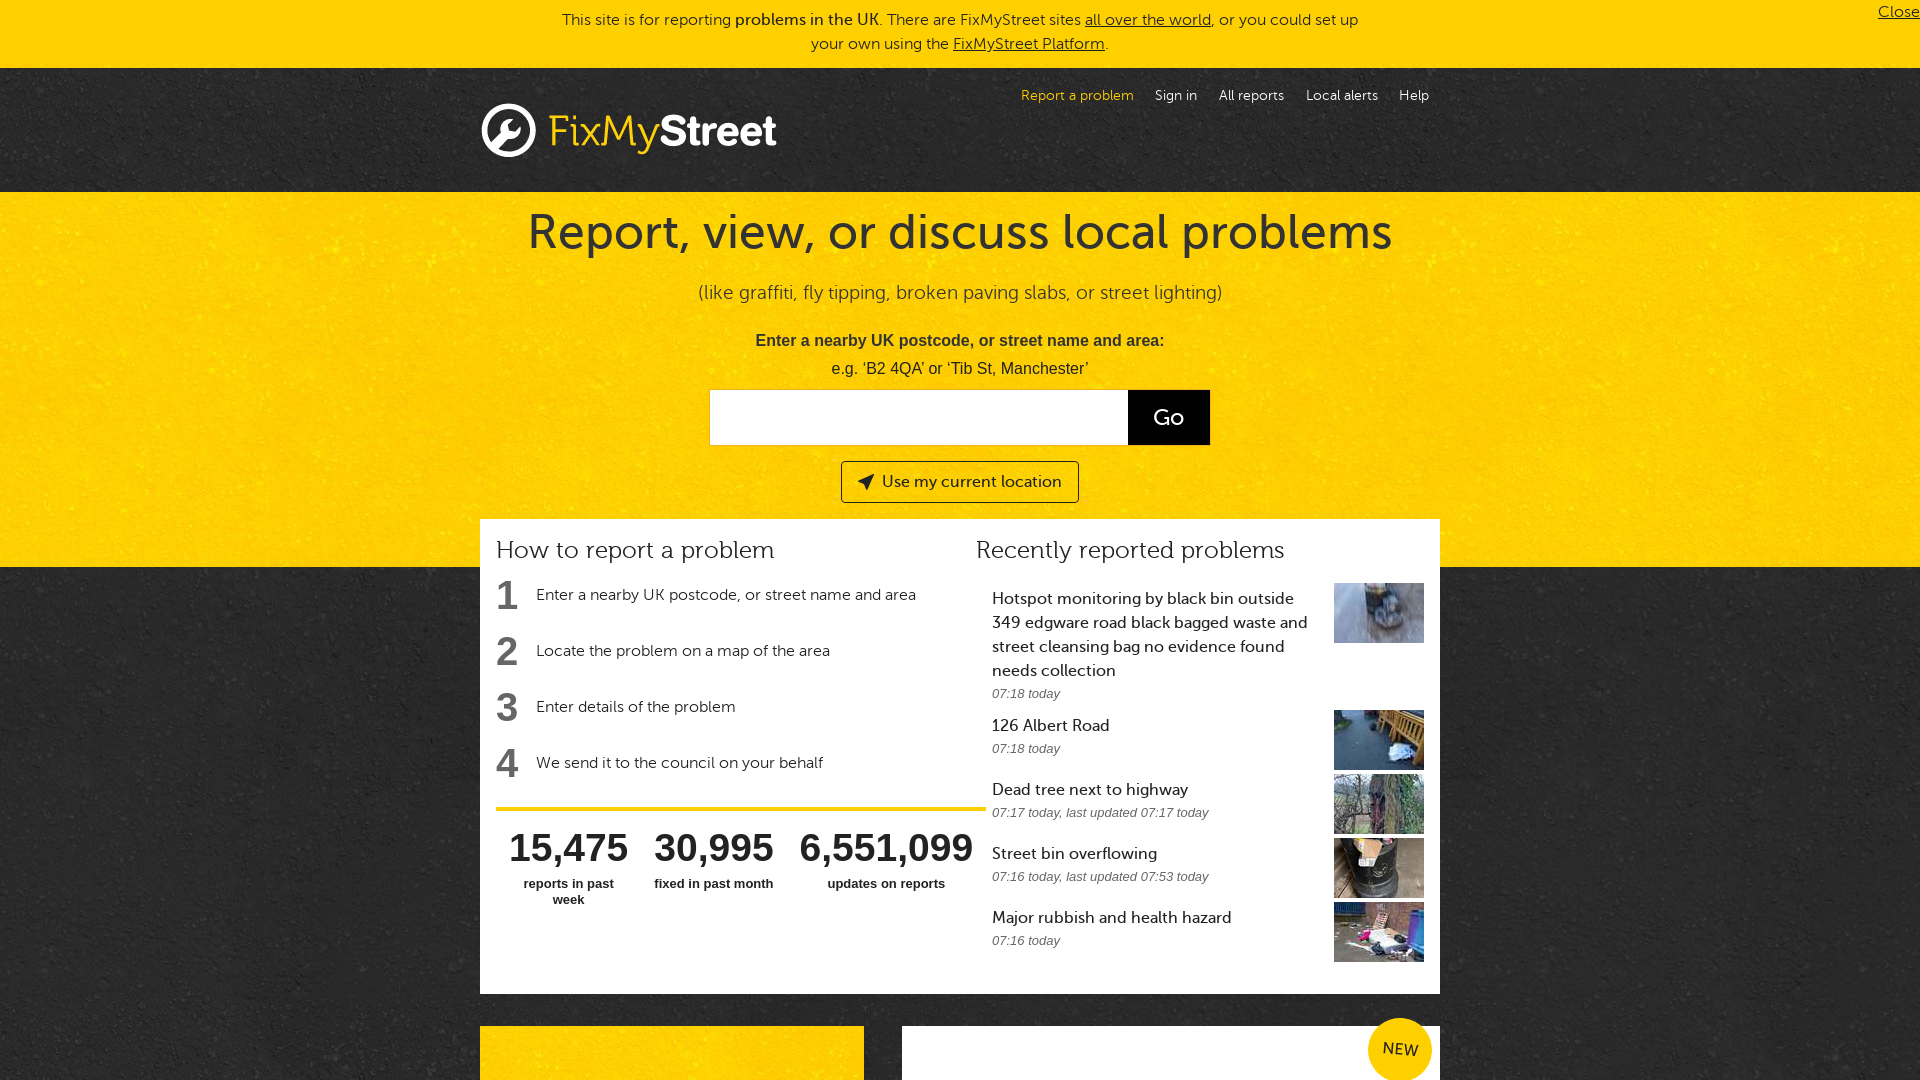 This site is for reporting problems in the UK. There are FixMyStreet sites all over the world, or you could set up
your own using the FixMyStreet Platform.
Close
Report a problem
Sign in
All reports
Local alerts
Help
FixMyStreet
Report, view, or discuss local problems
(like graffiti, fly tipping, broken paving slabs, or street lighting)
Enter a nearby UK postcode, or street name and area:
e.g. ‘B2 4QA’ or ‘Tib St, Manchester’
Go
Use my current location
How to report a problem
1 Enter a nearby UK postcode, or street name and area
2 Locate the problem on a map of the area
3 Enter details of the problem
4 We send it to the council on your behalf
15,475
reports in past
week
30,995
fixed in past month
6,551,099
updates on reports
Recently reported problems
Hotspot monitoring by black bin outside
349 edgware road black bagged waste and
street cleansing bag no evidence found
needs collection
07:18 today
126 Albert Road
07:18 today
Dead tree next to highway
07:17 today, last updated 07:17 today
Street bin overflowing
07:16 today, last updated 07:53 today
Major rubbish and health hazard
07:16 today
NEW